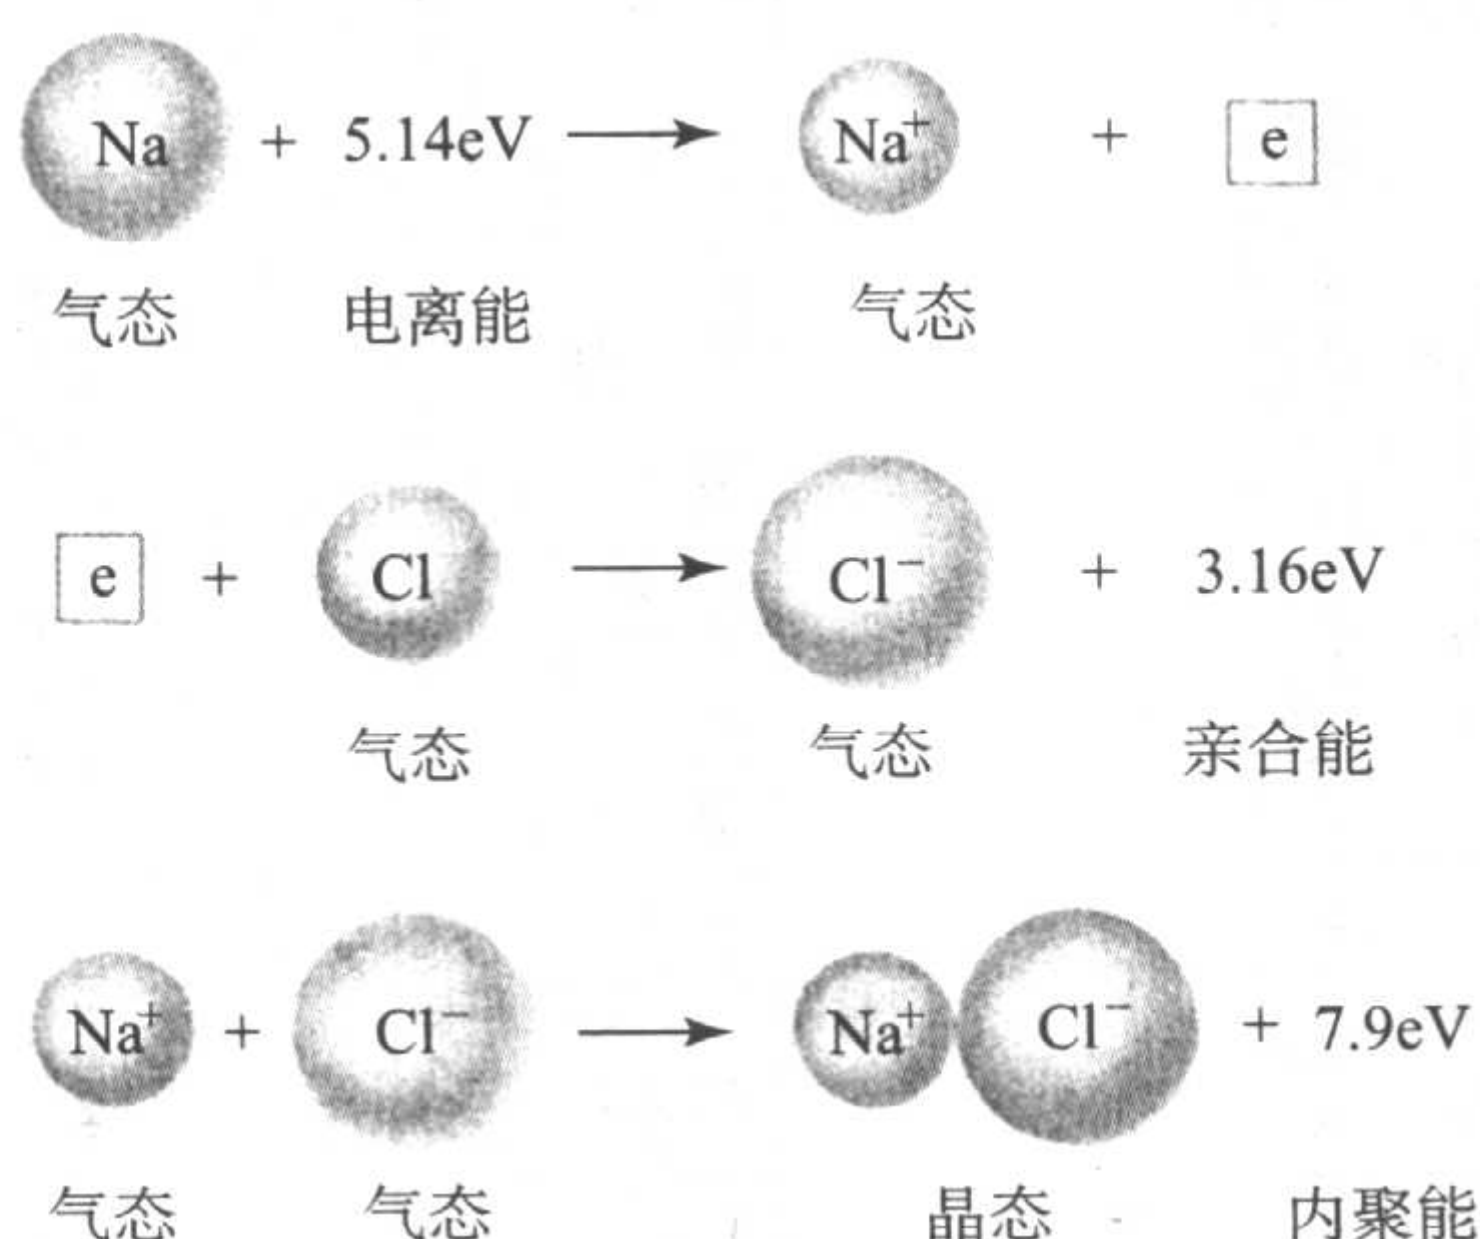 Na + 5.14eV ⟶ Na⁺ + e
气态 电离能 气态
e + Cl ⟶ Cl⁻ + 3.16eV
气态 气态 亲合能
Na⁺ + Cl⁻ ⟶ Na⁺ Cl⁻ + 7.9eV
气态 气态 晶态 内聚能